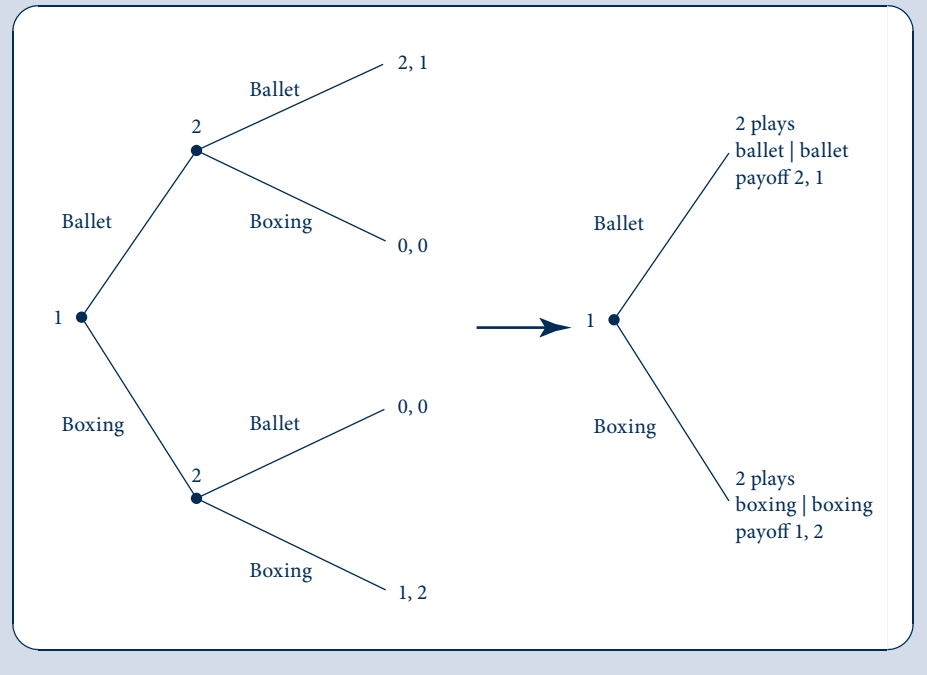 2, 1
Ballet
2
Ballet
Boxing
0, 0
1
Boxing
0, 0
Ballet
2
Boxing
1, 2
2 plays
ballet | ballet
payoff 2, 1
Ballet
1
Boxing
2 plays
boxing | boxing
payoff 1, 2